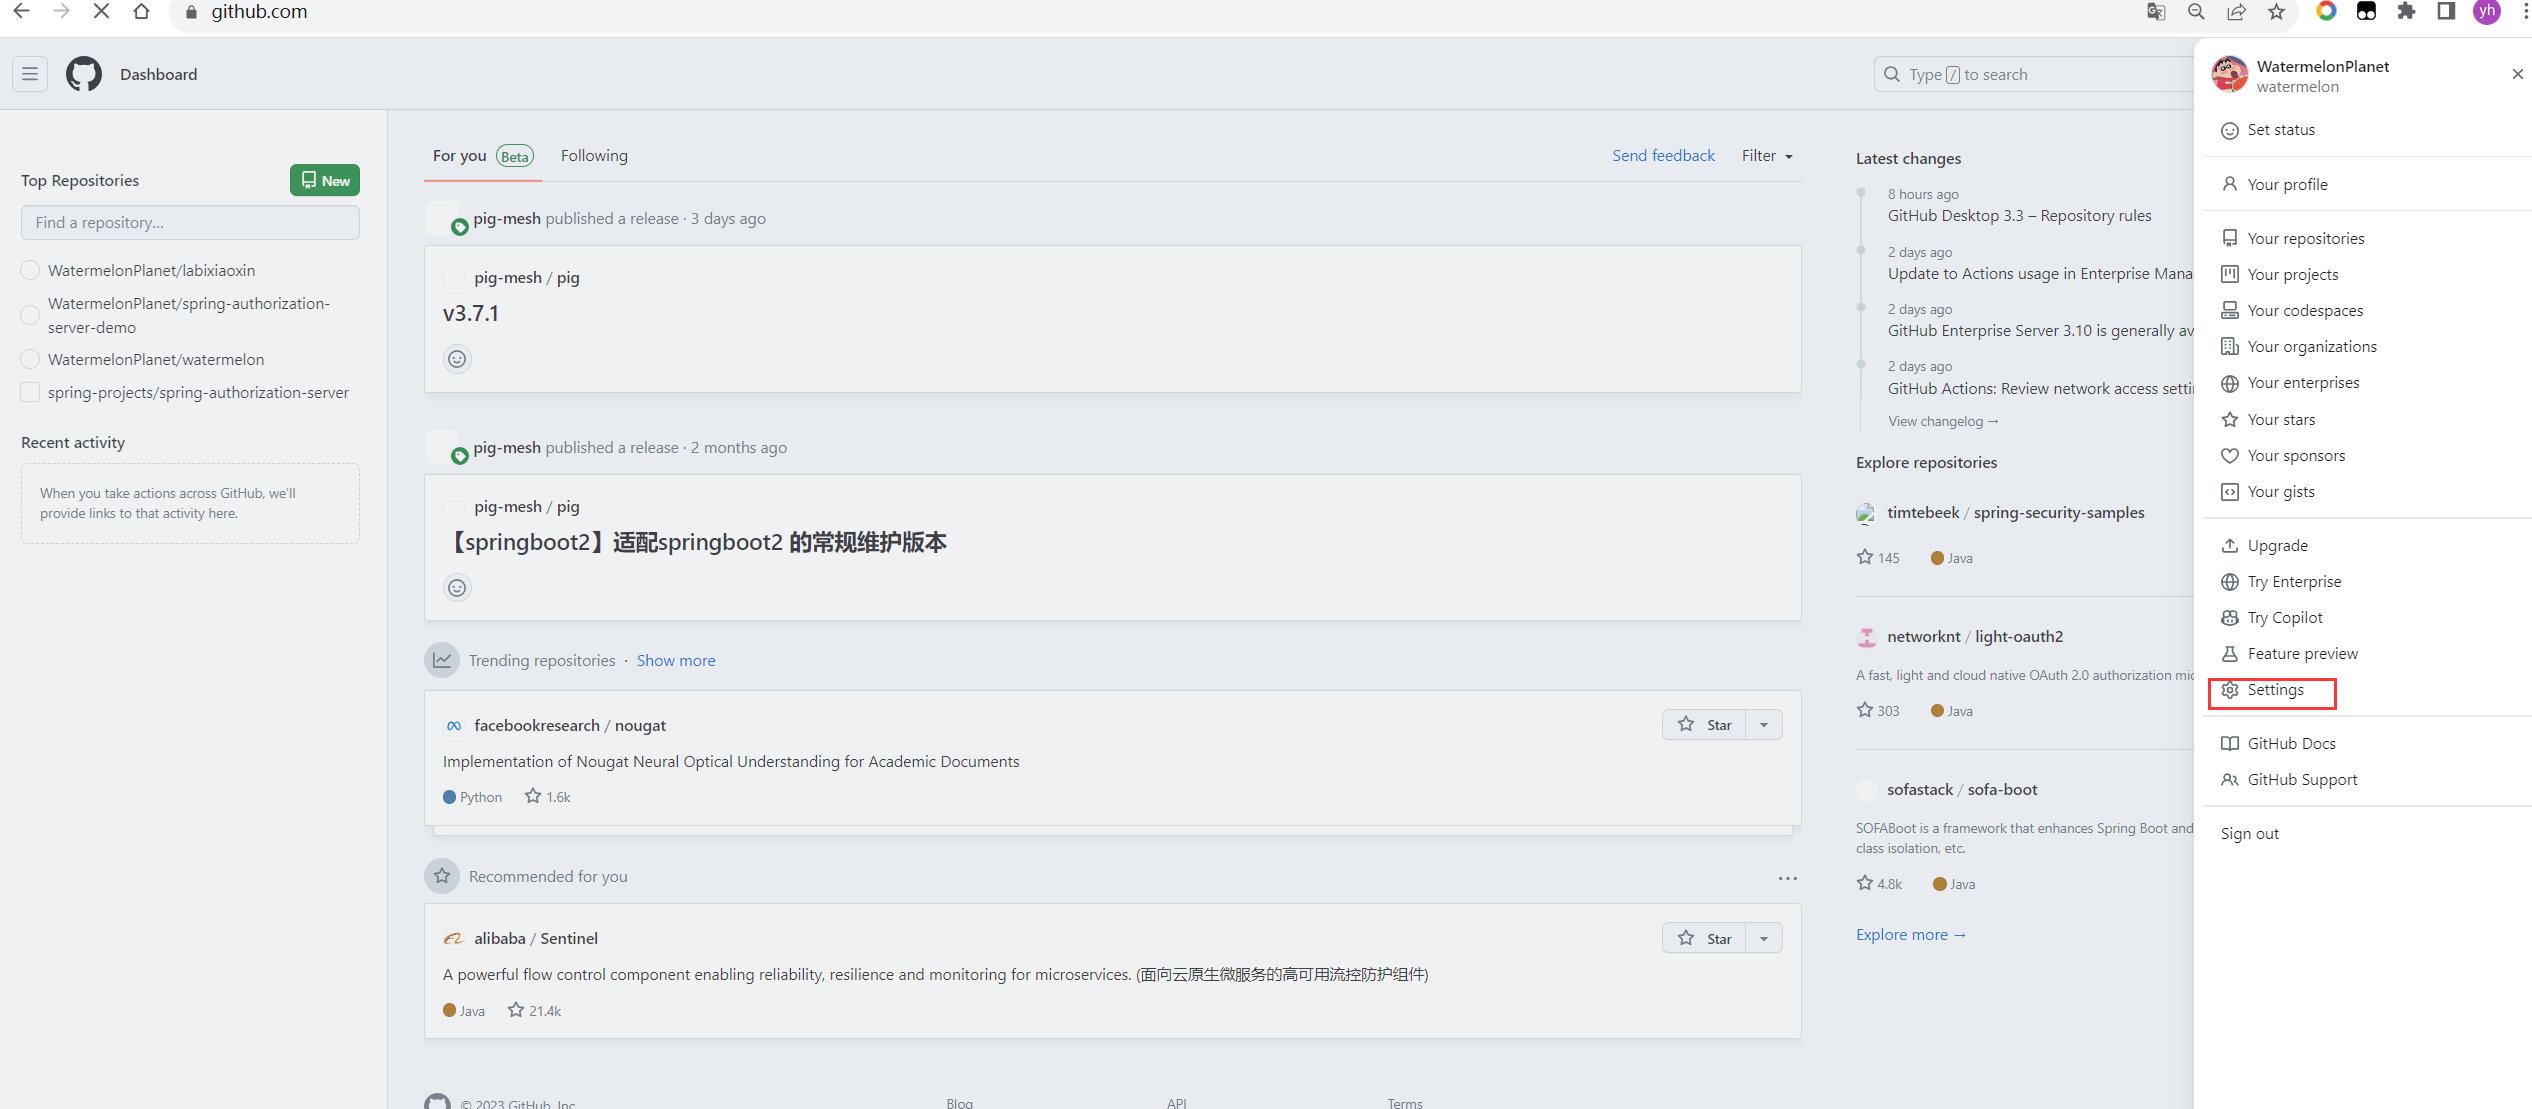 github.com
yh
Dashboard
Type / to search
WatermelonPlanet
watermelon
Top Repositories
New
Find a repository...
WatermelonPlanet/labixiaoxin
WatermelonPlanet/spring-authorization-
server-demo
WatermelonPlanet/watermelon
spring-projects/spring-authorization-server
Recent activity
When you take actions across GitHub, we'll
provide links to that activity here.
For you Beta Following Send feedback Filter
pig-mesh published a release · 3 days ago
pig-mesh / pig
v3.7.1
pig-mesh published a release · 2 months ago
pig-mesh / pig
【springboot2】适配springboot2 的常规维护版本
Trending repositories · Show more
facebookresearch / nougat
Star
Implementation of Nougat Neural Optical Understanding for Academic Documents
Python 1.6k
Recommended for you
alibaba / Sentinel
Star
A powerful flow control component enabling reliability, resilience and monitoring for microservices. (面向云原生微服务的高可用流控防护组件)
Java 21.4k
© 2023 GitHub, Inc.
Blog
API
Terms
Latest changes
8 hours ago
GitHub Desktop 3.3 – Repository rules
2 days ago
Update to Actions usage in Enterprise Mana
2 days ago
GitHub Enterprise Server 3.10 is generally av
2 days ago
GitHub Actions: Review network access setti
View changelog →
Explore repositories
timtebeek / spring-security-samples
145 Java
networknt / light-oauth2
A fast, light and cloud native OAuth 2.0 authorization mic
303 Java
sofastack / sofa-boot
SOFABoot is a framework that enhances Spring Boot and
class isolation, etc.
4.8k Java
Explore more →
Set status
Your profile
Your repositories
Your projects
Your codespaces
Your organizations
Your enterprises
Your stars
Your sponsors
Your gists
Upgrade
Try Enterprise
Try Copilot
Feature preview
Settings
GitHub Docs
GitHub Support
Sign out